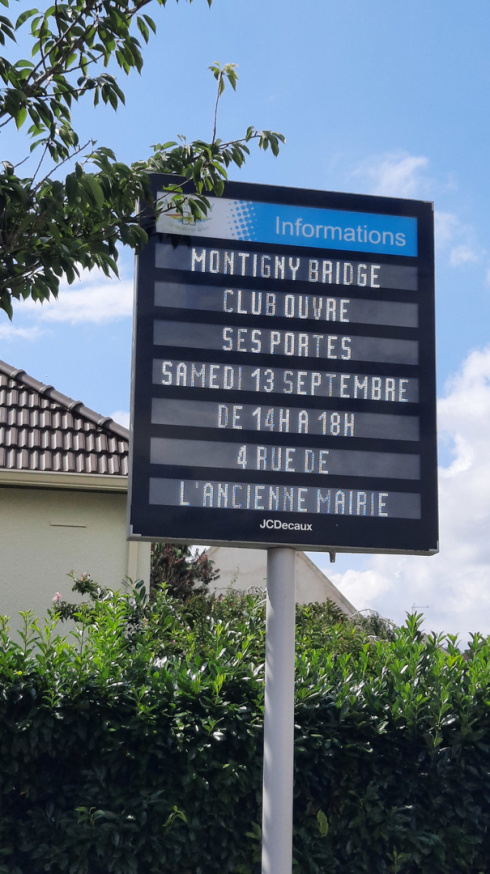 Informations
MONTIGNY BRIDGE
CLUB OUVRE
SES PORTES
SAMEDI 13 SEPTEMBRE
DE 14H A 18H
4 RUE DE
L'ANCIENNE MAIRIE
JCDecaux